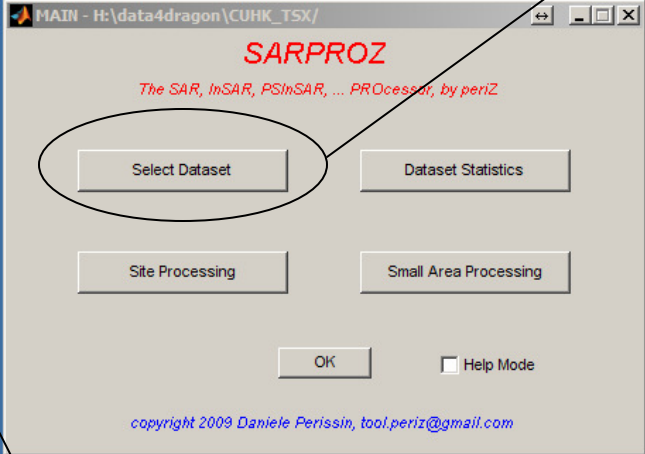 MAIN - H:\data4dragon\CUHK_TSX/
SARPROZ
The SAR, InSAR, PSInSAR, ... PROcessor, by periZ
Select Dataset Dataset Statistics
Site Processing Small Area Processing
OK Help Mode
copyright 2009 Daniele Perissin, tool.periz@gmail.com